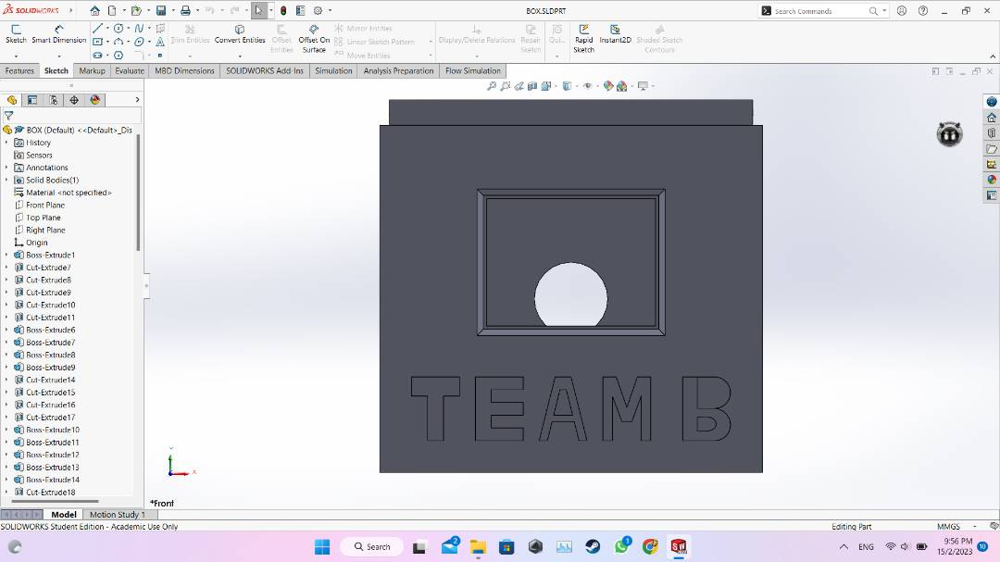 SOLIDWORKS
BOX.SLDPRT
Search Commands
Sketch
Smart Dimension
Trim Entities
Convert Entities
Offset Entities
Offset On Surface
Mirror Entities
Linear Sketch Pattern
Move Entities
Display/Delete Relations
Repair Sketch
Qui...
Rapid Sketch
Instant2D
Shaded Sketch Contours
Features
Sketch
Markup
Evaluate
MBD Dimensions
SOLIDWORKS Add-Ins
Simulation
Analysis Preparation
Flow Simulation
BOX (Default) <<Default>_Dis
History
Sensors
Annotations
Solid Bodies(1)
Material <not specified>
Front Plane
Top Plane
Right Plane
Origin
Boss-Extrude1
Cut-Extrude7
Cut-Extrude8
Cut-Extrude9
Cut-Extrude10
Cut-Extrude11
Boss-Extrude6
Boss-Extrude7
Boss-Extrude8
Boss-Extrude9
Cut-Extrude14
Cut-Extrude15
Cut-Extrude16
Cut-Extrude17
Boss-Extrude10
Boss-Extrude11
Boss-Extrude12
Boss-Extrude13
Boss-Extrude14
Cut-Extrude18
TEAM B
*Front
Model
Motion Study 1
SOLIDWORKS Student Edition - Academic Use Only
Editing Part
MMGS
Search
2
1
ENG
9:56 PM
15/2/2023
10